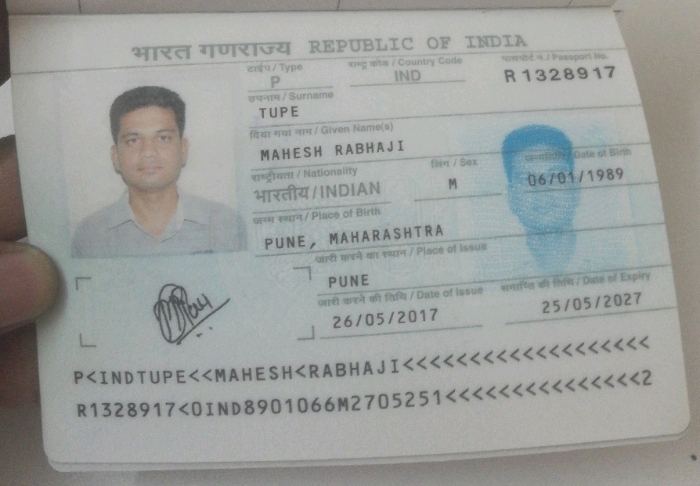 भारत गणराज्य REPUBLIC OF INDIA
टाईप / Type
राष्ट्र कोड / Country Code
पासपोर्ट न. / Passport No.
P
IND
R1328917
उपनाम / Surname
TUPE
दिया गया नाम / Given Name(s)
MAHESH RABHAJI
राष्ट्रीयता / Nationality
लिंग / Sex
जन्मतिथि / Date of Birth
भारतीय / INDIAN
M
06/01/1989
जन्म स्थान / Place of Birth
PUNE, MAHARASHTRA
जारी करने का स्थान / Place of Issue
PUNE
जारी करने की तिथि / Date of Issue
समाप्ति की तिथि / Date of Expiry
26/05/2017
25/05/2027
P<INDTUPE<<MAHESH<RABHAJI<<<<<<<<<<<<<<<<<<<
R1328917<0IND8901066M2705251<<<<<<<<<<<<<<<2